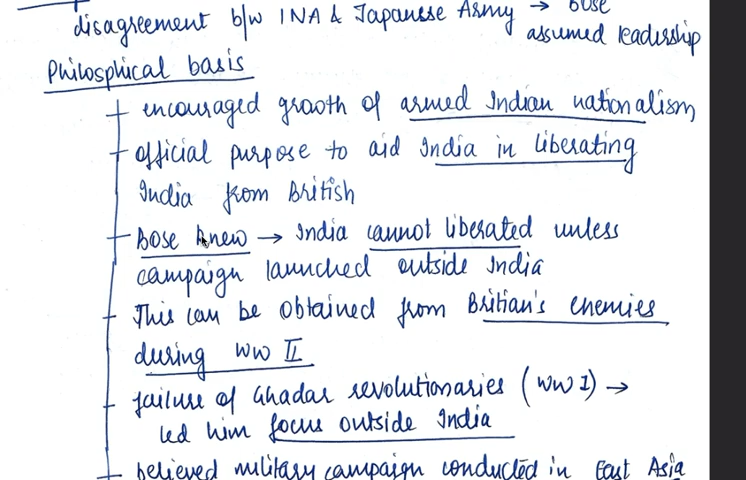 disagreement b/w INA & Japanese Army → Bose
assumed leadership
Philosphical basis
encouraged growth of armed Indian nationalism
official purpose to aid India in liberating
India from British
Bose knew → India cannot liberated unless
campaign launched outside India
This can be obtained from Britian's enemies
during WW II
failure of Ghadar revolutionaries (WW I) →
led him focus outside India
believed military campaign conducted in East Asia